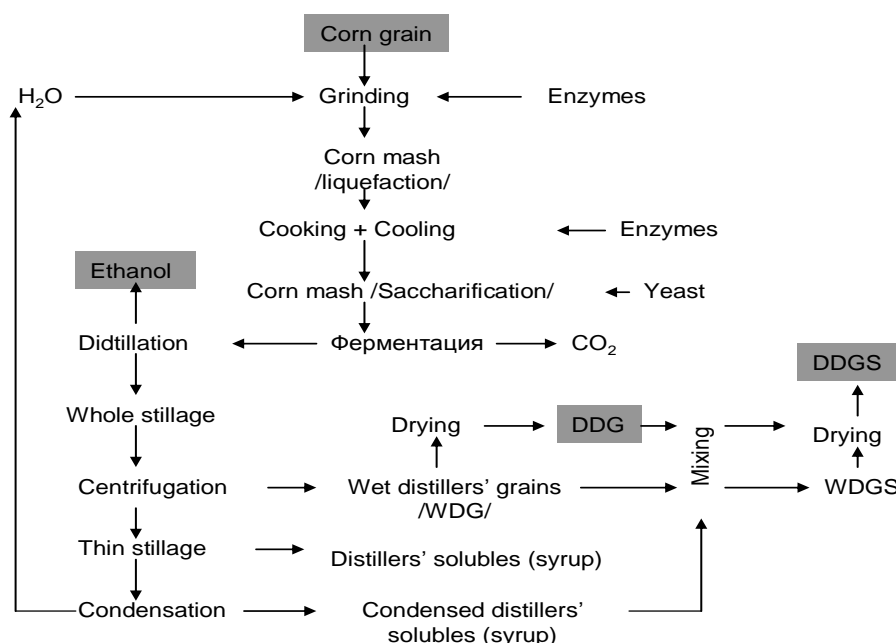 Corn grain
H₂O
Grinding
Enzymes
Corn mash
/liquefaction/
Cooking + Cooling
Enzymes
Ethanol
Corn mash /Saccharification/
Yeast
Didtillation
Ферментация
CO₂
DDGS
Whole stillage
Drying
DDG
Mixing
Drying
Centrifugation
Wet distillers' grains
/WDG/
WDGS
Thin stillage
Distillers' solubles (syrup)
Condensation
Condensed distillers'
solubles (syrup)